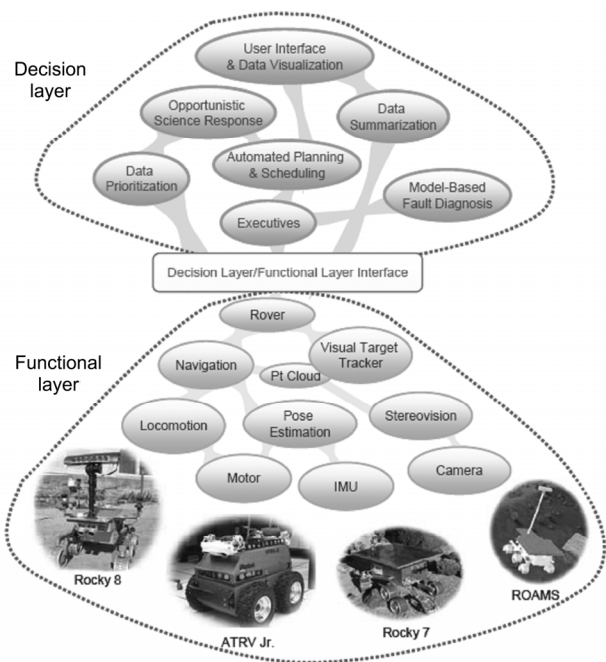 Decision
layer
User Interface
& Data Visualization
Opportunistic
Science Response
Data
Summarization
Automated Planning
& Scheduling
Data
Prioritization
Model-Based
Fault Diagnosis
Executives
Decision Layer/Functional Layer Interface
Functional
layer
Rover
Navigation
Visual Target
Tracker
Pt Cloud
Locomotion
Pose
Estimation
Stereovision
Motor
IMU
Camera
Rocky 8
ATRV Jr.
Rocky 7
ROAMS